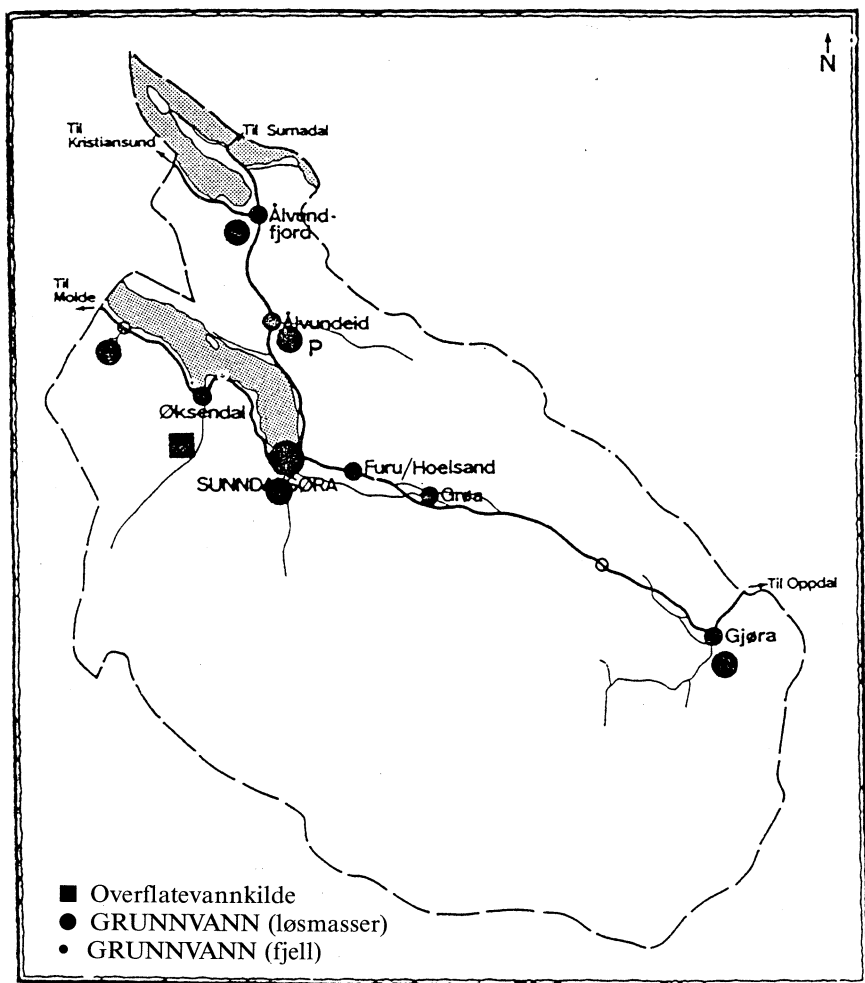 N
Til
Kristiansund
Til Surnadal
Ålvund-
fjord
Til
Molde
Ålvundeid
P
Øksendal
Furu/Hoelsand
SUNNDALSØRA
Grøa
Til Oppdal
Gjøra
Overflatevannkilde
GRUNNVANN (løsmasser)
GRUNNVANN (fjell)